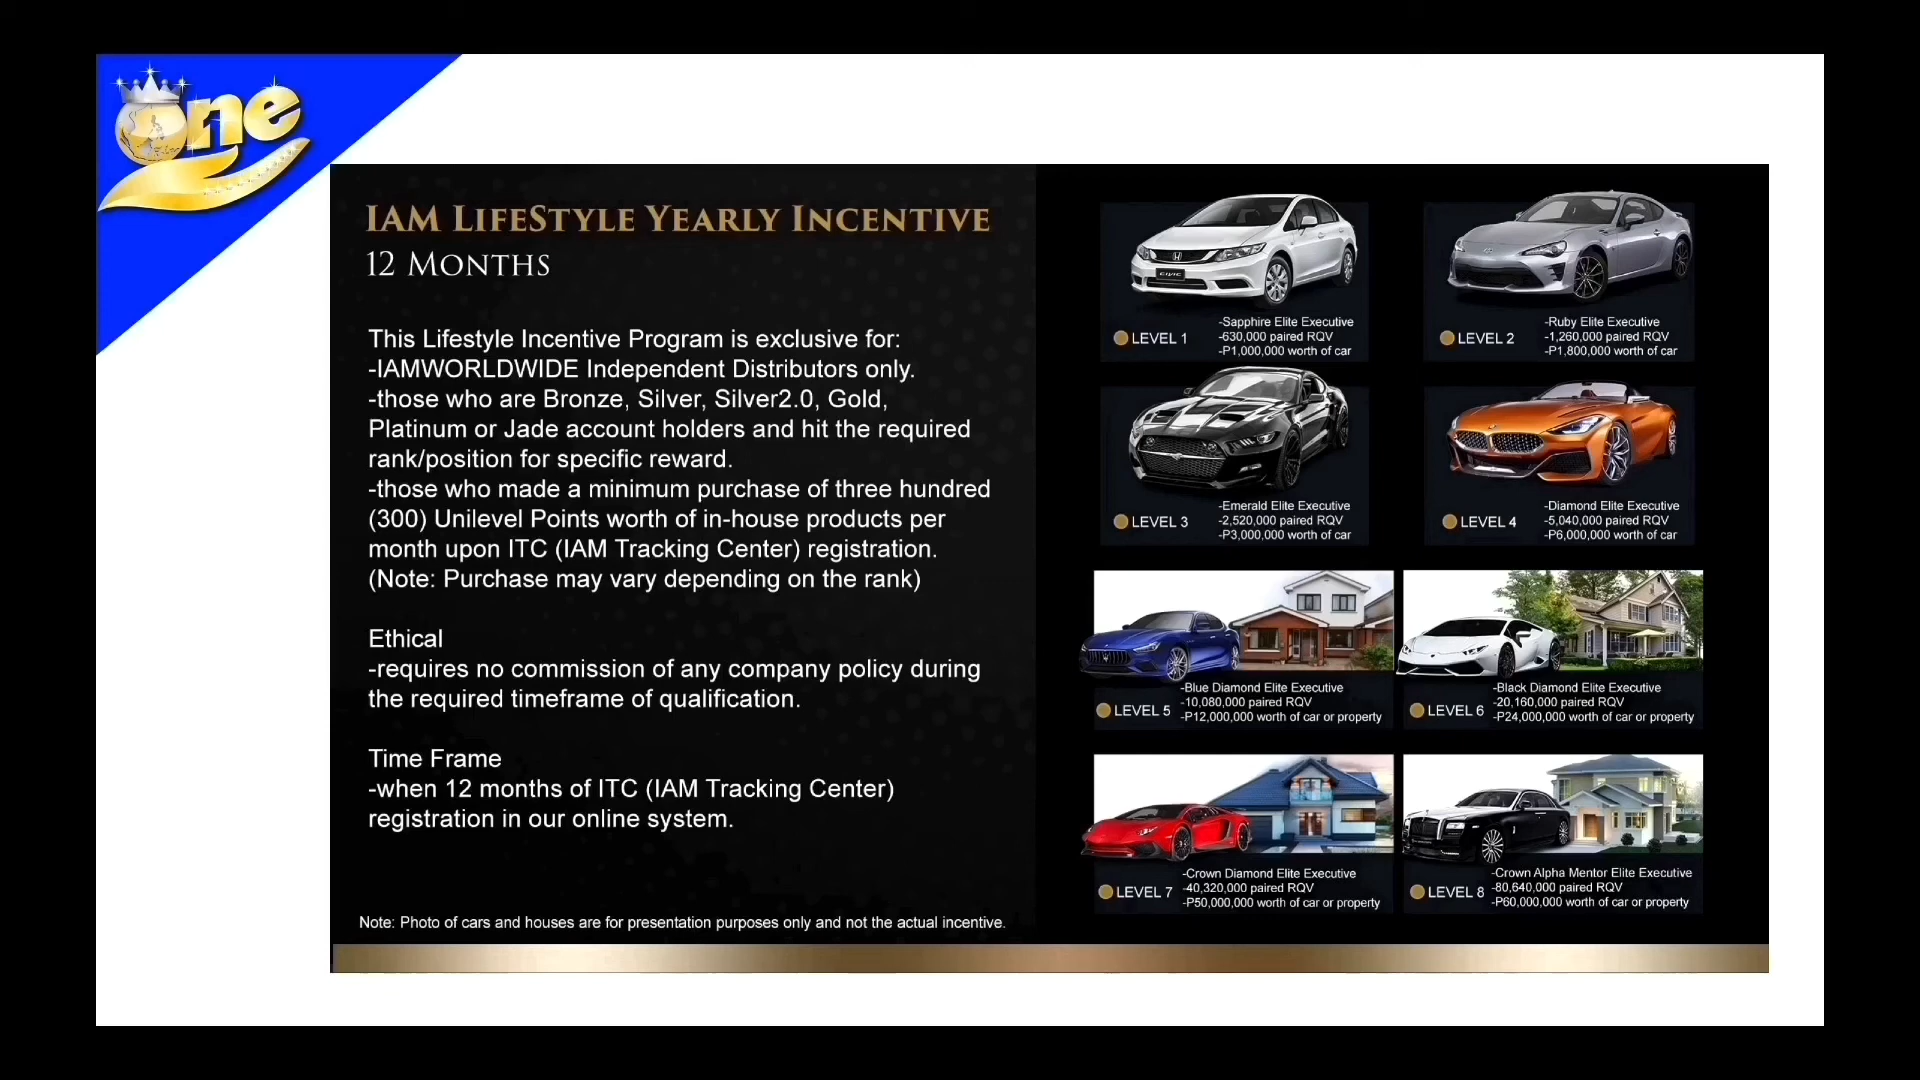 One
IAM LIFESTYLE YEARLY INCENTIVE
12 MONTHS
This Lifestyle Incentive Program is exclusive for:
-IAMWORLDWIDE Independent Distributors only.
-those who are Bronze, Silver, Silver2.0, Gold,
Platinum or Jade account holders and hit the required
rank/position for specific reward.
-those who made a minimum purchase of three hundred
(300) Unilevel Points worth of in-house products per
month upon ITC (IAM Tracking Center) registration.
(Note: Purchase may vary depending on the rank)
Ethical
-requires no commission of any company policy during
the required timeframe of qualification.
Time Frame
-when 12 months of ITC (IAM Tracking Center)
registration in our online system.
Note: Photo of cars and houses are for presentation purposes only and not the actual incentive.
CIVIC
LEVEL 1
-Sapphire Elite Executive
-630,000 paired RQV
-P1,000,000 worth of car
LEVEL 2
-Ruby Elite Executive
-1,260,000 paired RQV
-P1,800,000 worth of car
LEVEL 3
-Emerald Elite Executive
-2,520,000 paired RQV
-P3,000,000 worth of car
LEVEL 4
-Diamond Elite Executive
-5,040,000 paired RQV
-P6,000,000 worth of car
LEVEL 5
-Blue Diamond Elite Executive
-10,080,000 paired RQV
-P12,000,000 worth of car or property
LEVEL 6
-Black Diamond Elite Executive
-20,160,000 paired RQV
-P24,000,000 worth of car or property
LEVEL 7
-Crown Diamond Elite Executive
-40,320,000 paired RQV
-P50,000,000 worth of car or property
LEVEL 8
-Crown Alpha Mentor Elite Executive
-80,640,000 paired RQV
-P60,000,000 worth of car or property